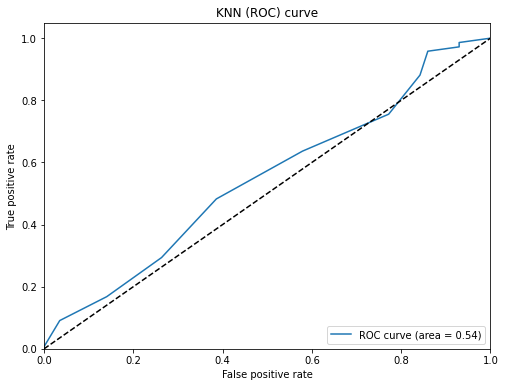 KNN (ROC) curve
1.0
0.8
0.6
0.4
0.2
0.0
True positive rate
ROC curve (area = 0.54)
0.0 0.2 0.4 0.6 0.8 1.0
False positive rate